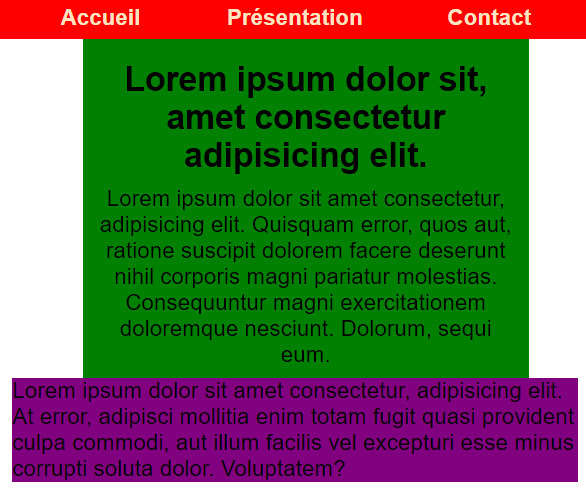 Accueil Présentation Contact
Lorem ipsum dolor sit,
amet consectetur
adipisicing elit.
Lorem ipsum dolor sit amet consectetur,
adipisicing elit. Quisquam error, quos aut,
ratione suscipit dolorem facere deserunt
nihil corporis magni pariatur molestias.
Consequuntur magni exercitationem
doloremque nesciunt. Dolorum, sequi
eum.
Lorem ipsum dolor sit amet consectetur, adipisicing elit.
At error, adipisci mollitia enim totam fugit quasi provident
culpa commodi, aut illum facilis vel excepturi esse minus
corrupti soluta dolor. Voluptatem?